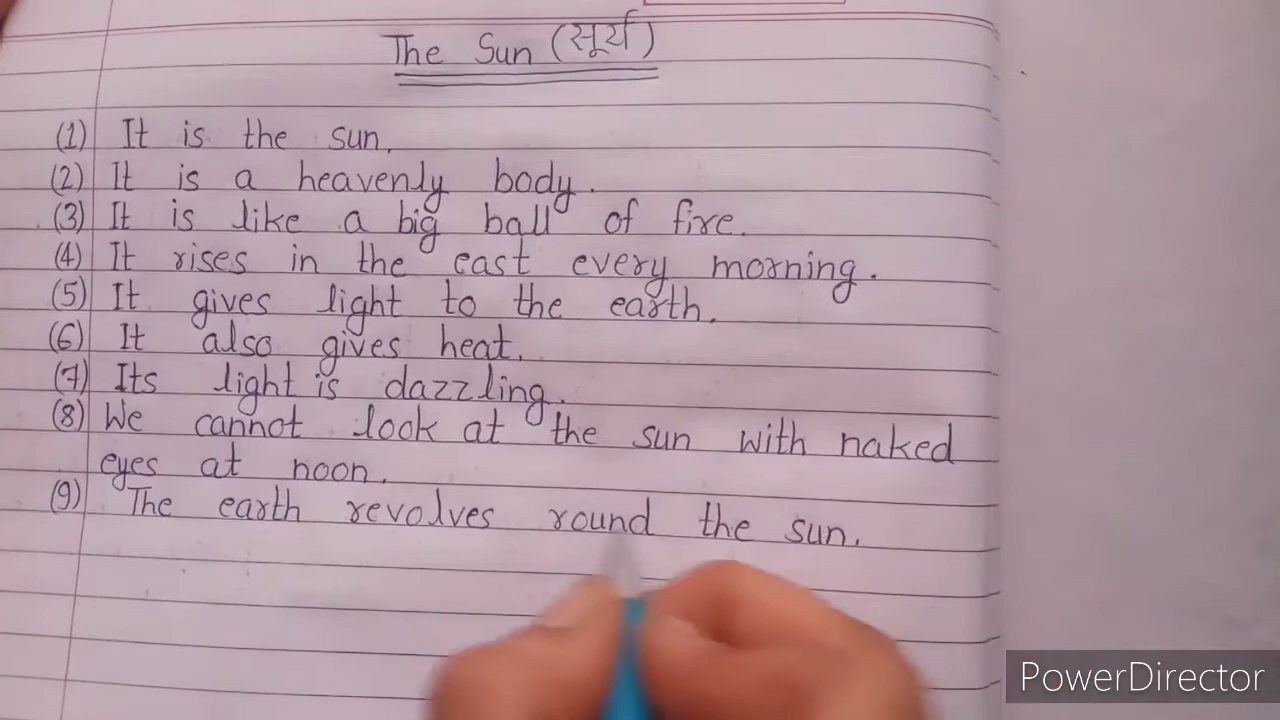 The Sun (सूर्य)
(1) It is the sun.
(2) It is a heavenly body.
(3) It is like a big ball of fire.
(4) It rises in the east every morning.
(5) It gives light to the earth.
(6) It also gives heat.
(7) Its light is dazzling.
(8) We cannot look at the sun with naked
eyes at noon.
(9) The earth revolves round the sun.
PowerDirector